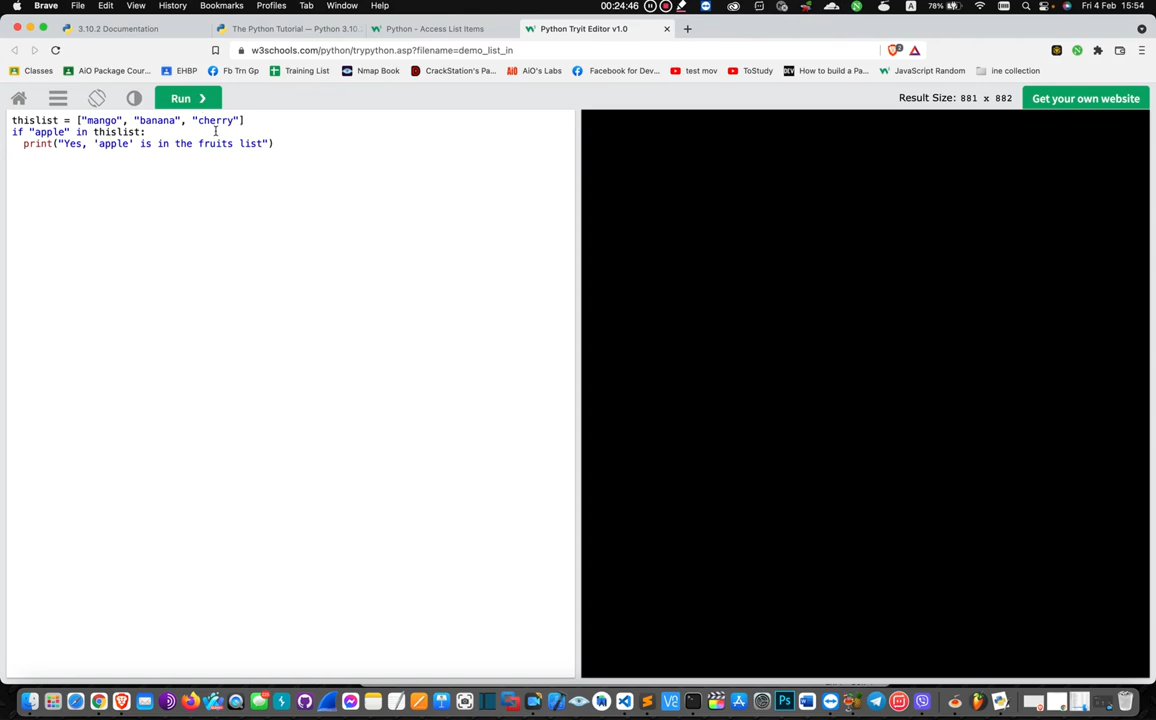 Brave File Edit View History Bookmarks Profiles Tab Window Help 00:24:46 78% Fri 4 Feb 15:54
3.10.2 Documentation The Python Tutorial — Python 3.10. Python - Access List Items Python Tryit Editor v1.0
w3schools.com/python/trypython.asp?filename=demo_list_in
Classes AiO Package Cour... EHBP Fb Trn Gp Training List Nmap Book CrackStation's Pa... AiO's Labs Facebook for Dev... test mov ToStudy How to build a Pa... JavaScript Random ine collection
Run ❯ Result Size: 881 x 882 Get your own website
thislist = ["mango", "banana", "cherry"]
if "apple" in thislist:
print("Yes, 'apple' is in the fruits list")